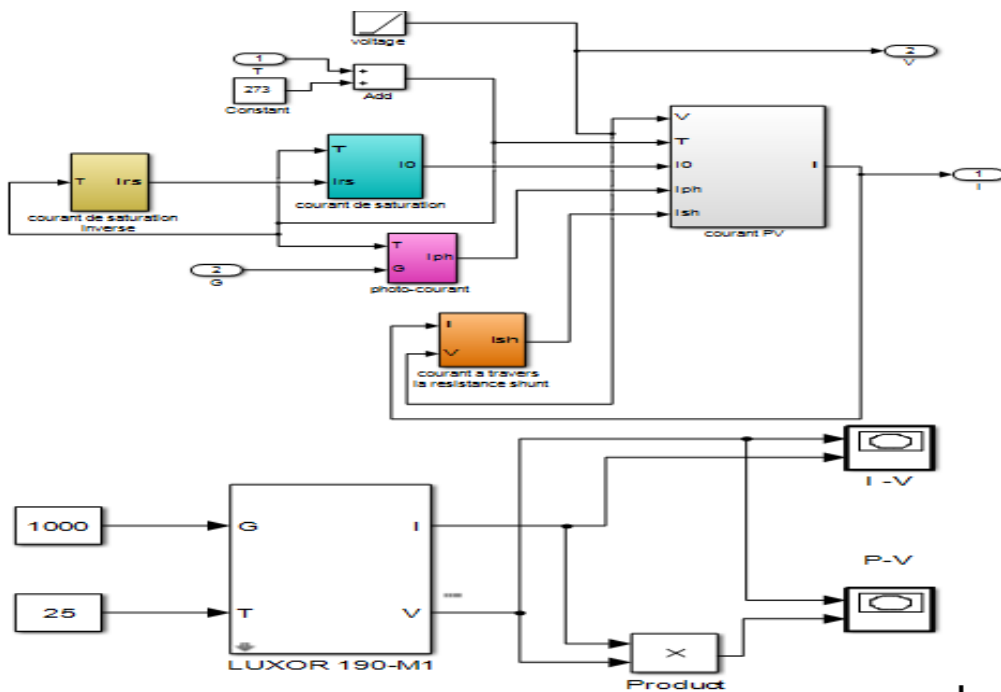 voltage
1
T
273
Constant
+
+
Add
2
V
T
Irs
courant de saturation
Inverse
T
Irs
I0
courant de saturation
V
T
I0
Iph
Ish
I
courant PV
1
I
2
G
T
G
Iph
photo-courant
I
V
Ish
courant a travers
la resistance shunt
I -V
1000
25
G
T
I
V
LUXOR 190-M1
×
Product
P-V